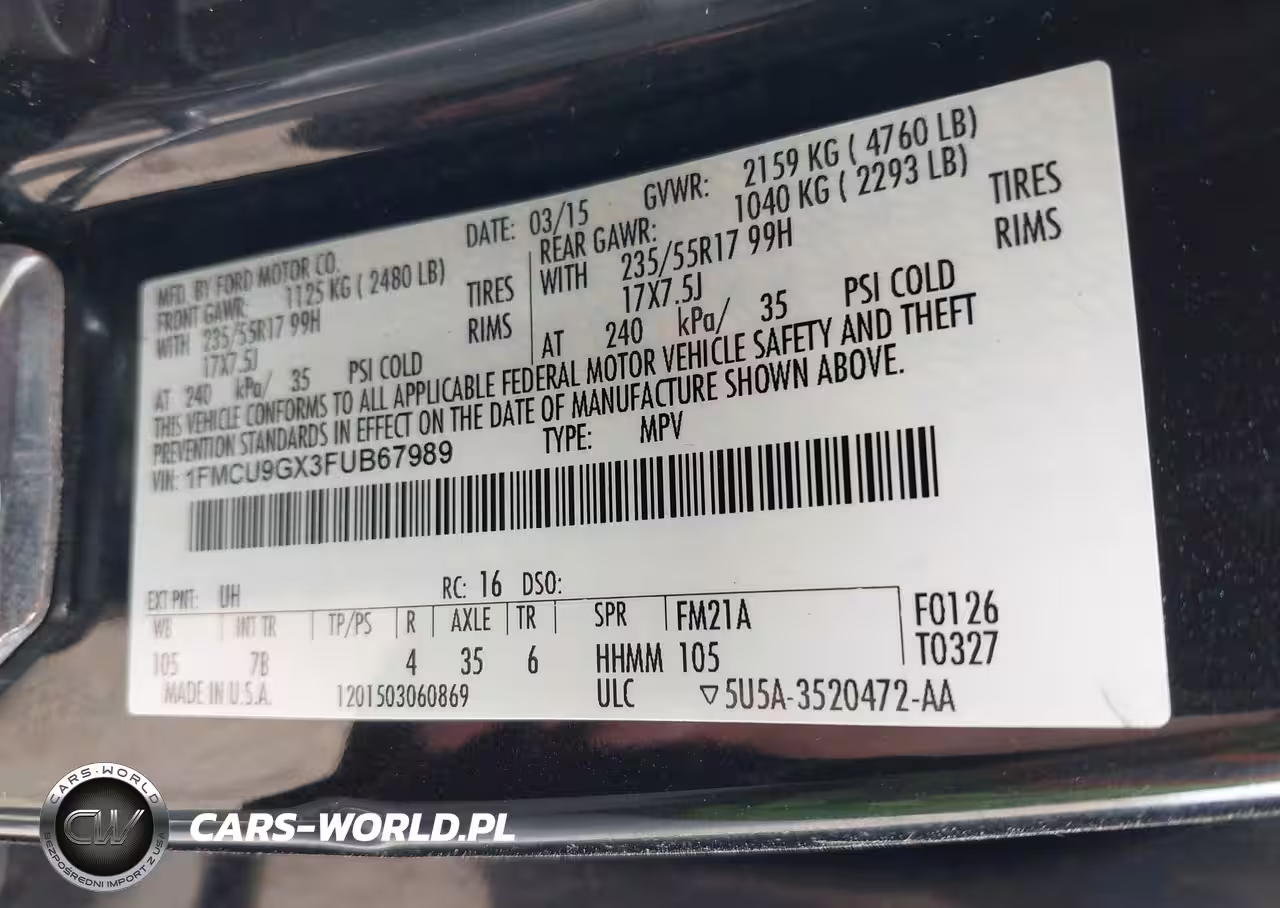 MFD. BY FORD MOTOR CO. DATE: 03/15 GVWR: 2159 KG ( 4760 LB)
FRONT GAWR: 1125 KG ( 2480 LB) REAR GAWR: 1040 KG ( 2293 LB)
WITH 235/55R17 99H TIRES WITH 235/55R17 99H TIRES
17X7.5J RIMS 17X7.5J RIMS
AT 240 kPa/ 35 PSI COLD AT 240 kPa/ 35 PSI COLD
THIS VEHICLE CONFORMS TO ALL APPLICABLE FEDERAL MOTOR VEHICLE SAFETY AND THEFT
PREVENTION STANDARDS IN EFFECT ON THE DATE OF MANUFACTURE SHOWN ABOVE.
VIN: 1FMCU9GX3FUB67989 TYPE: MPV
EXT PNT: UH RC: 16 DSO:
WB INT TR TP/PS R AXLE TR SPR FM21A F0126
105 7B 4 35 6 HHMM 105 T0327
MADE IN U.S.A. 1201503060869 ULC ▽5U5A-3520472-AA
CARS-WORLD
CW
BEZPOŚREDNI IMPORT Z USA
CARS-WORLD.PL